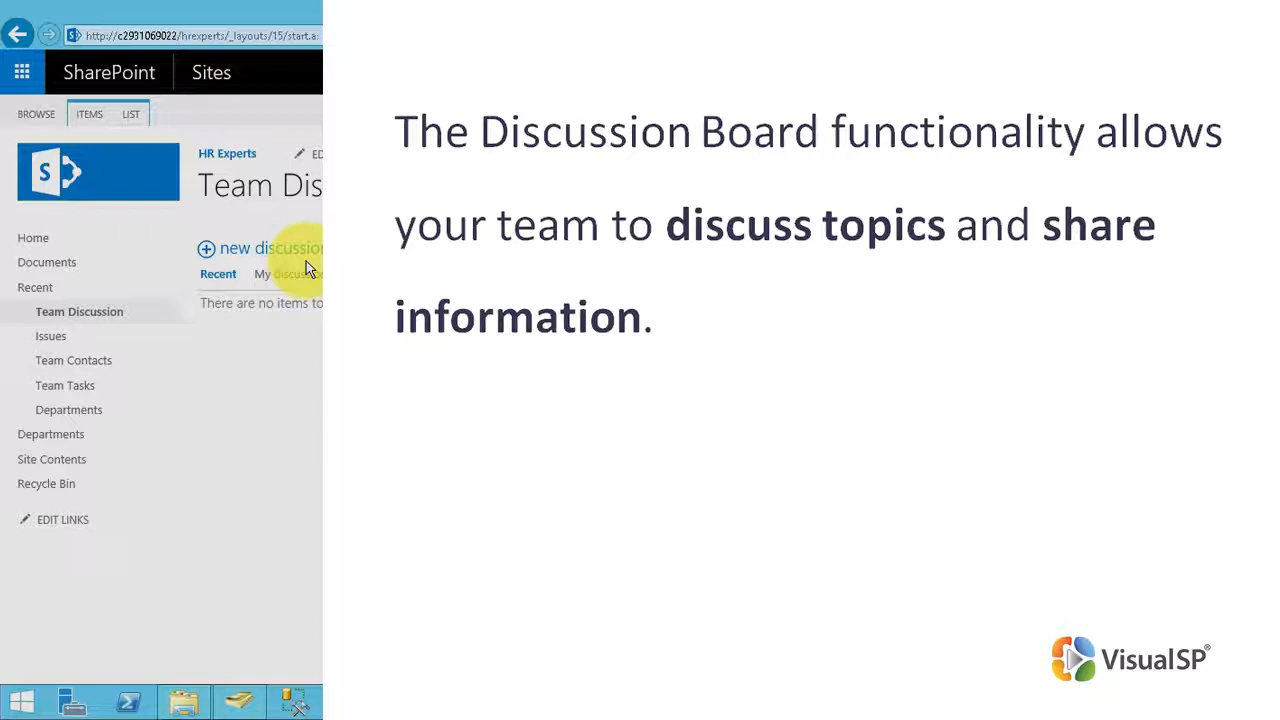 http://c2931069022/hrexperts/_layouts/15/start.a
SharePoint
Sites
BROWSE
ITEMS
LIST
HR Experts
Team Dis
new discussion
Recent
My discussion
There are no items to
Home
Documents
Recent
Team Discussion
Issues
Team Contacts
Team Tasks
Departments
Departments
Site Contents
Recycle Bin
EDIT LINKS
The Discussion Board functionality allows
your team to discuss topics and share
information.
VisualSP®